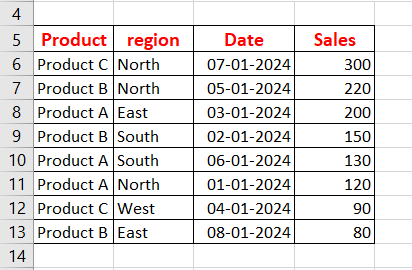 4
5 Product region Date Sales
6 Product C North 07-01-2024 300
7 Product B North 05-01-2024 220
8 Product A East 03-01-2024 200
9 Product B South 02-01-2024 150
10 Product A South 06-01-2024 130
11 Product A North 01-01-2024 120
12 Product C West 04-01-2024 90
13 Product B East 08-01-2024 80
14